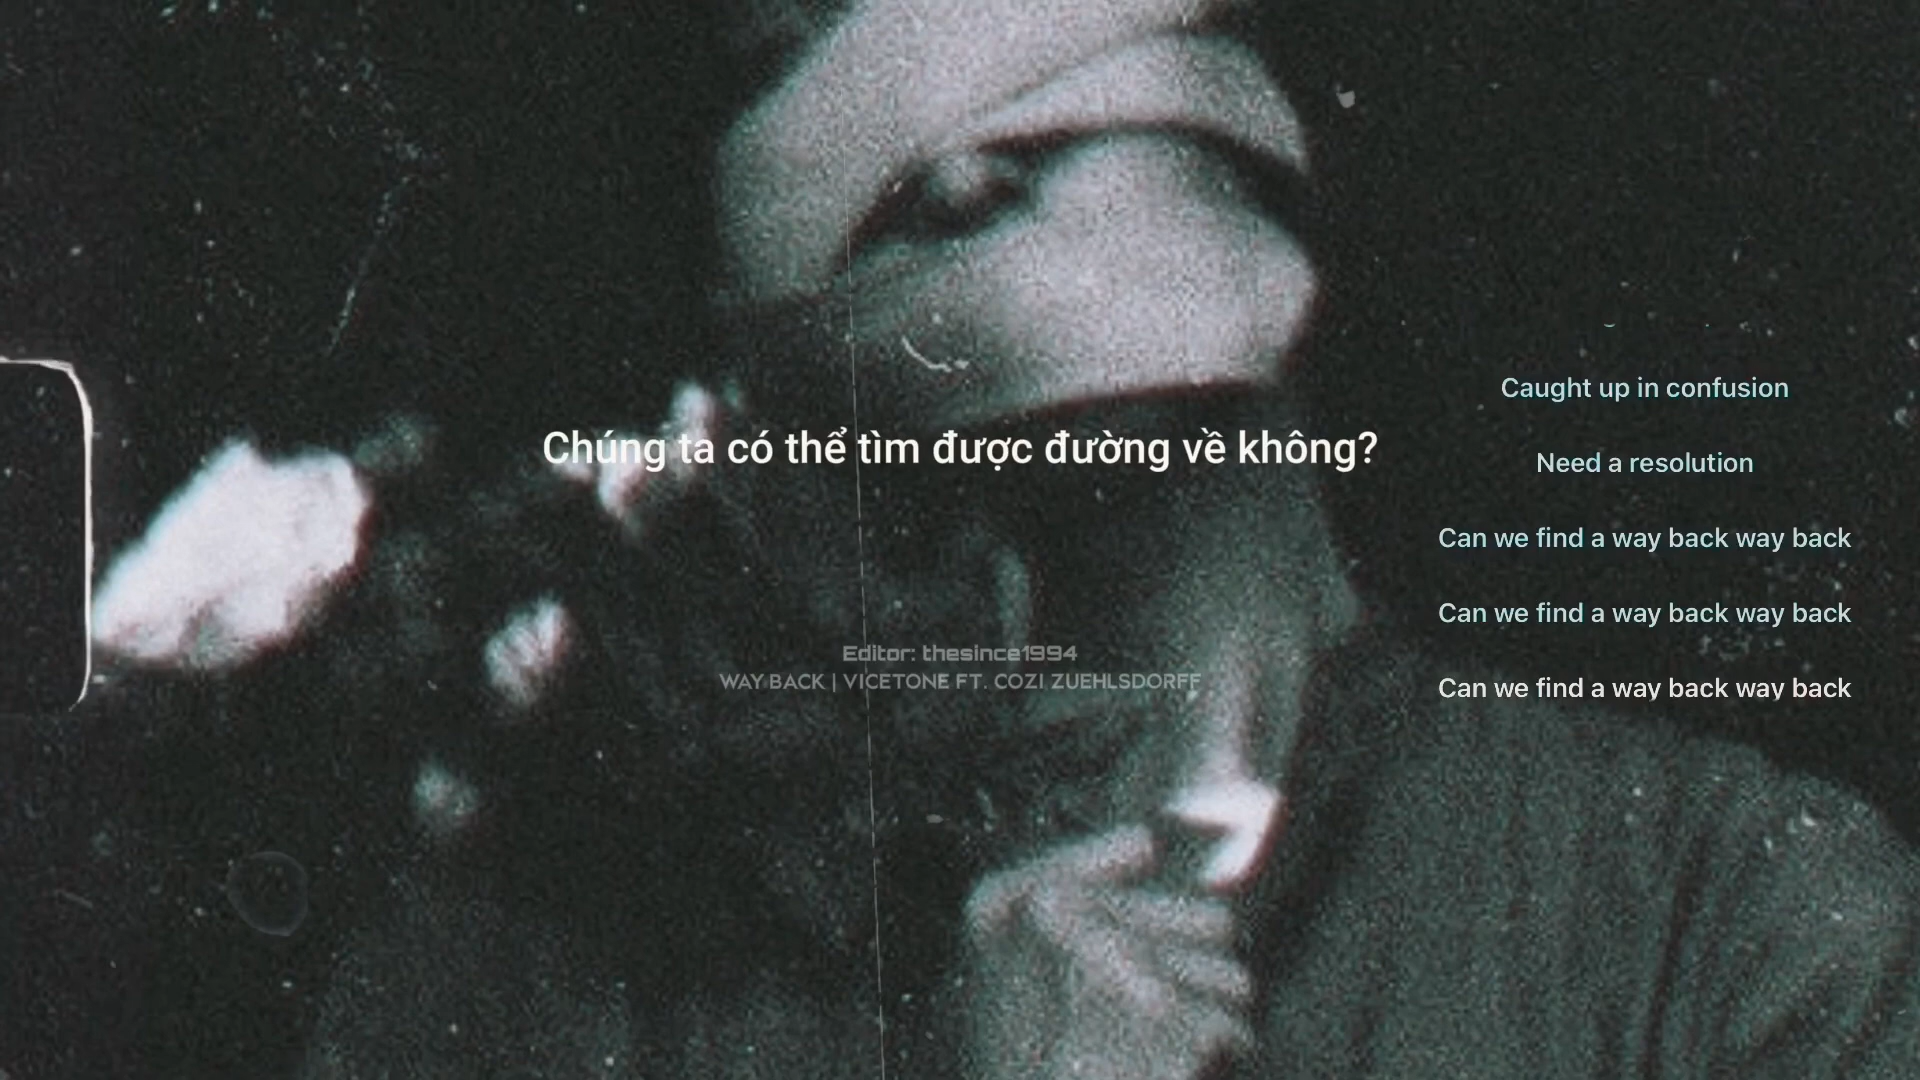 Chúng ta có thể tìm được đường về không?
Editor: thesince1994
WAY BACK | VICETONE FT. COZI ZUEHLSDORFF
Caught up in confusion
Need a resolution
Can we find a way back way back
Can we find a way back way back
Can we find a way back way back